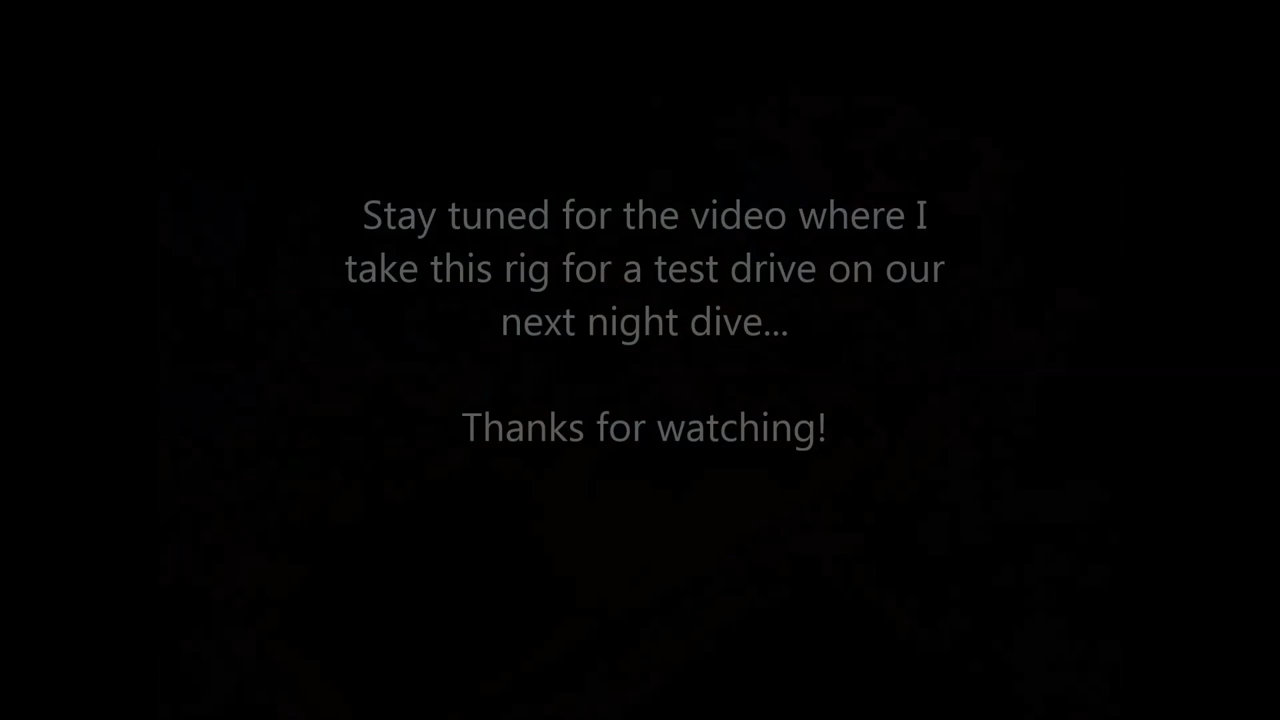 Stay tuned for the video where I
take this rig for a test drive on our
next night dive...
Thanks for watching!